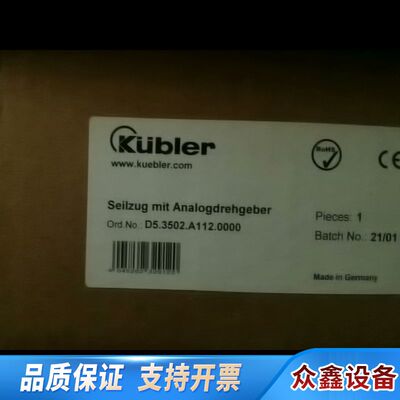 Kübler
www.kuebler.com
RoHS
CE
Seilzug mit Analogdrehgeber
Ord.No.: D5.3502.A112.0000
Pieces: 1
Batch No.: 21/01
Made in Germany
品质保证 支持开票
众鑫设备